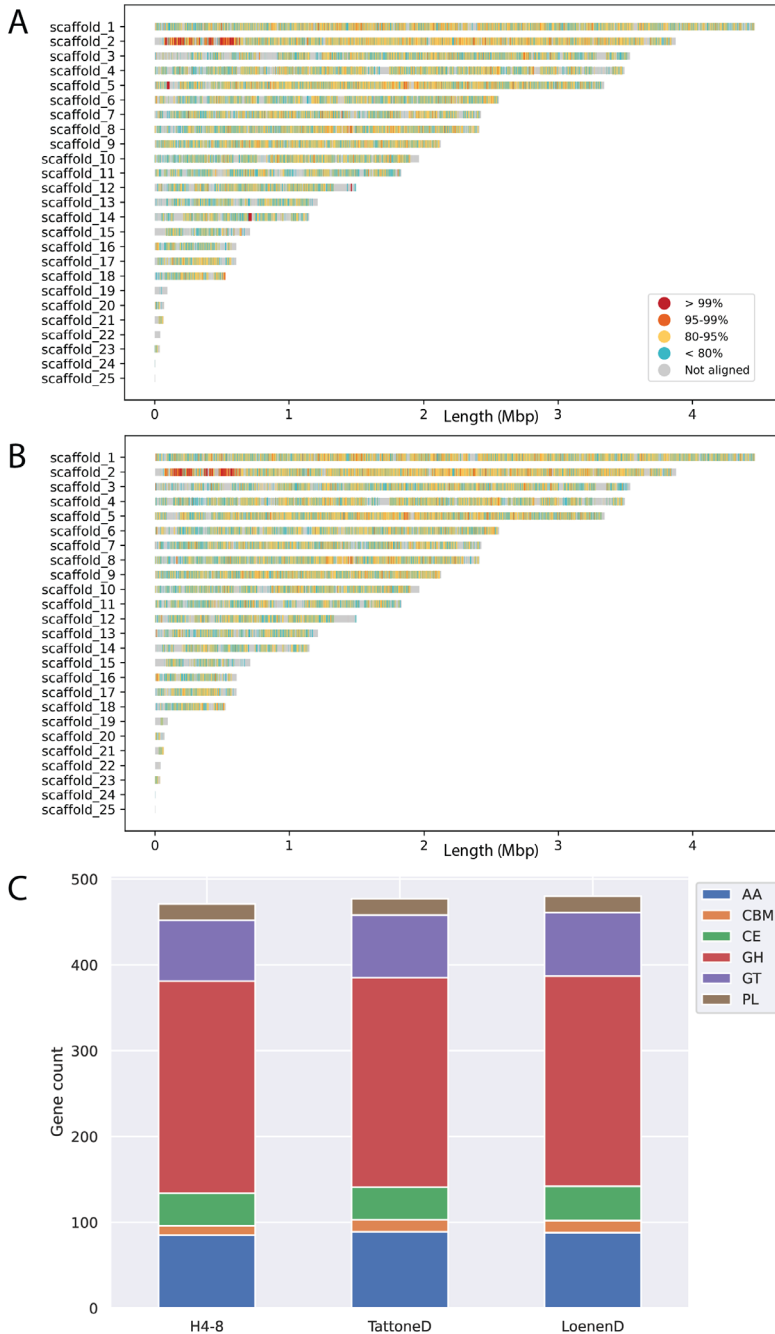 A
scaffold_1
scaffold_2
scaffold_3
scaffold_4
scaffold_5
scaffold_6
scaffold_7
scaffold_8
scaffold_9
scaffold_10
scaffold_11
scaffold_12
scaffold_13
scaffold_14
scaffold_15
scaffold_16
scaffold_17
scaffold_18
scaffold_19
scaffold_20
scaffold_21
scaffold_22
scaffold_23
scaffold_24
scaffold_25
> 99%
95-99%
80-95%
< 80%
Not aligned
0 1 2 3 4
Length (Mbp)
B
scaffold_1
scaffold_2
scaffold_3
scaffold_4
scaffold_5
scaffold_6
scaffold_7
scaffold_8
scaffold_9
scaffold_10
scaffold_11
scaffold_12
scaffold_13
scaffold_14
scaffold_15
scaffold_16
scaffold_17
scaffold_18
scaffold_19
scaffold_20
scaffold_21
scaffold_22
scaffold_23
scaffold_24
scaffold_25
0 1 2 3 4
Length (Mbp)
C
500
400
300
200
100
0
Gene count
AA
CBM
CE
GH
GT
PL
H4-8 TattoneD LoenenD